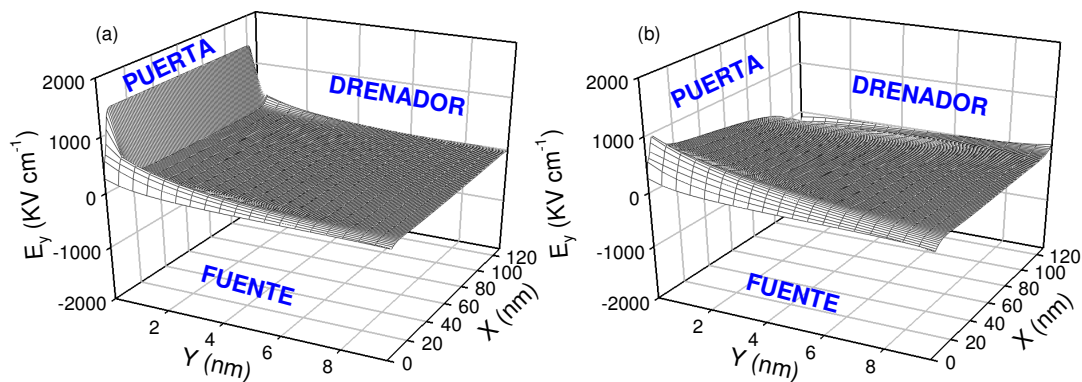 (a)
PUERTA
DRENADOR
FUENTE
2000
1000
0
-1000
-2000
E_y (KV cm^-1)
2
4
6
8
Y (nm)
0
20
40
60
80
100
120
X (nm)
(b)
PUERTA
DRENADOR
FUENTE
2000
1000
0
-1000
-2000
E_y (KV cm^-1)
2
4
6
8
Y (nm)
0
20
40
60
80
100
120
X (nm)